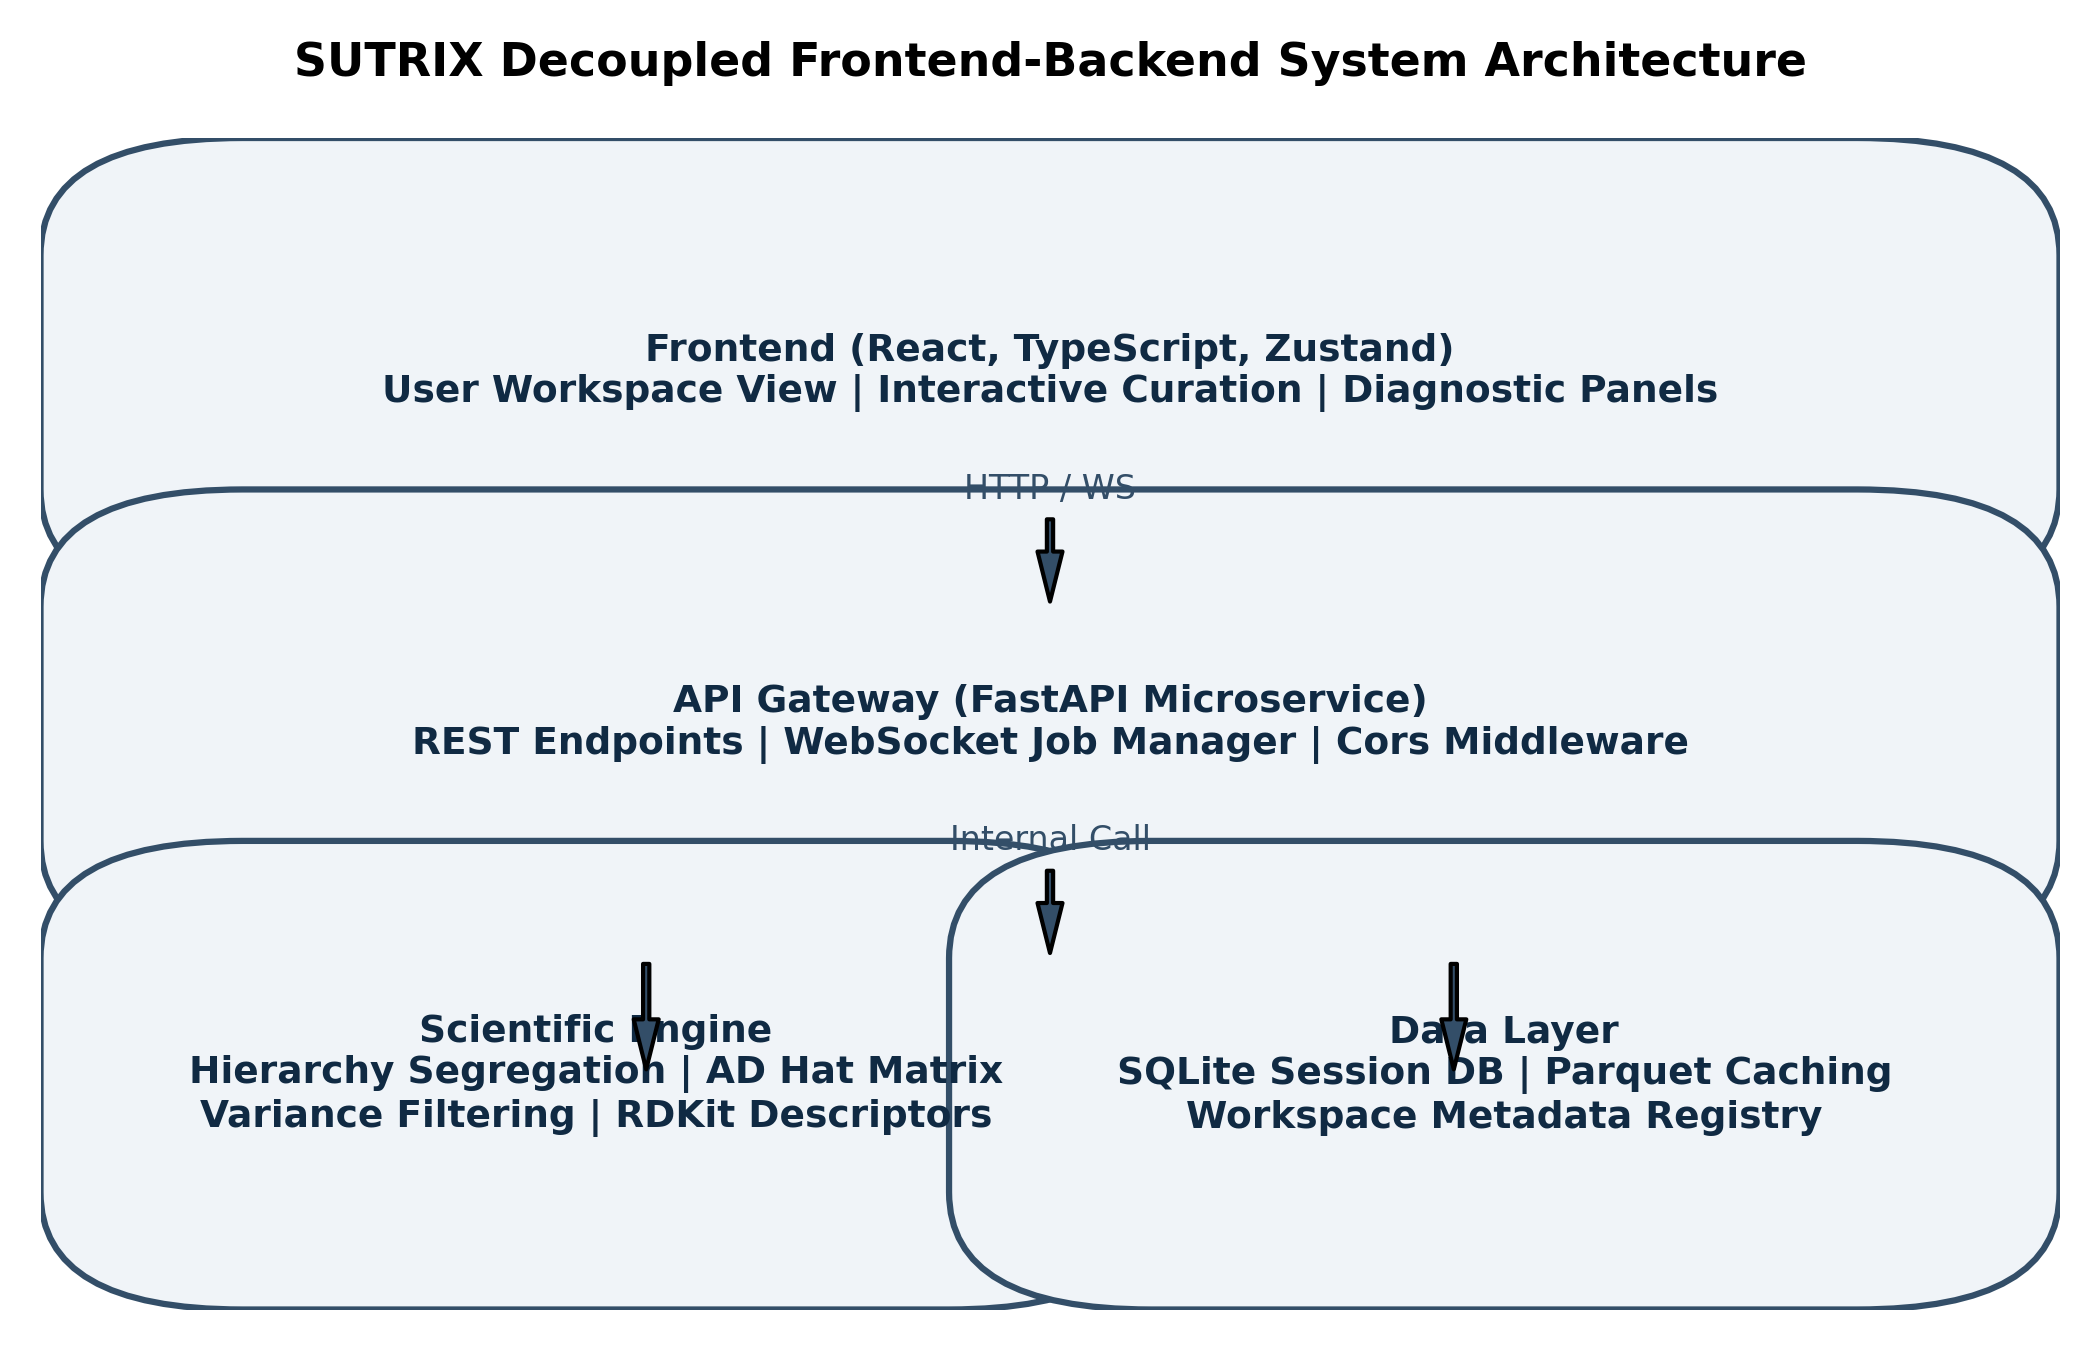 SUTRIX Decoupled Frontend-Backend System Architecture
Frontend (React, TypeScript, Zustand)
User Workspace View | Interactive Curation | Diagnostic Panels
HTTP / WS
API Gateway (FastAPI Microservice)
REST Endpoints | WebSocket Job Manager | Cors Middleware
Internal Call
Scientific Engine
Hierarchy Segregation | AD Hat Matrix
Variance Filtering | RDKit Descriptors
Data Layer
SQLite Session DB | Parquet Caching
Workspace Metadata Registry